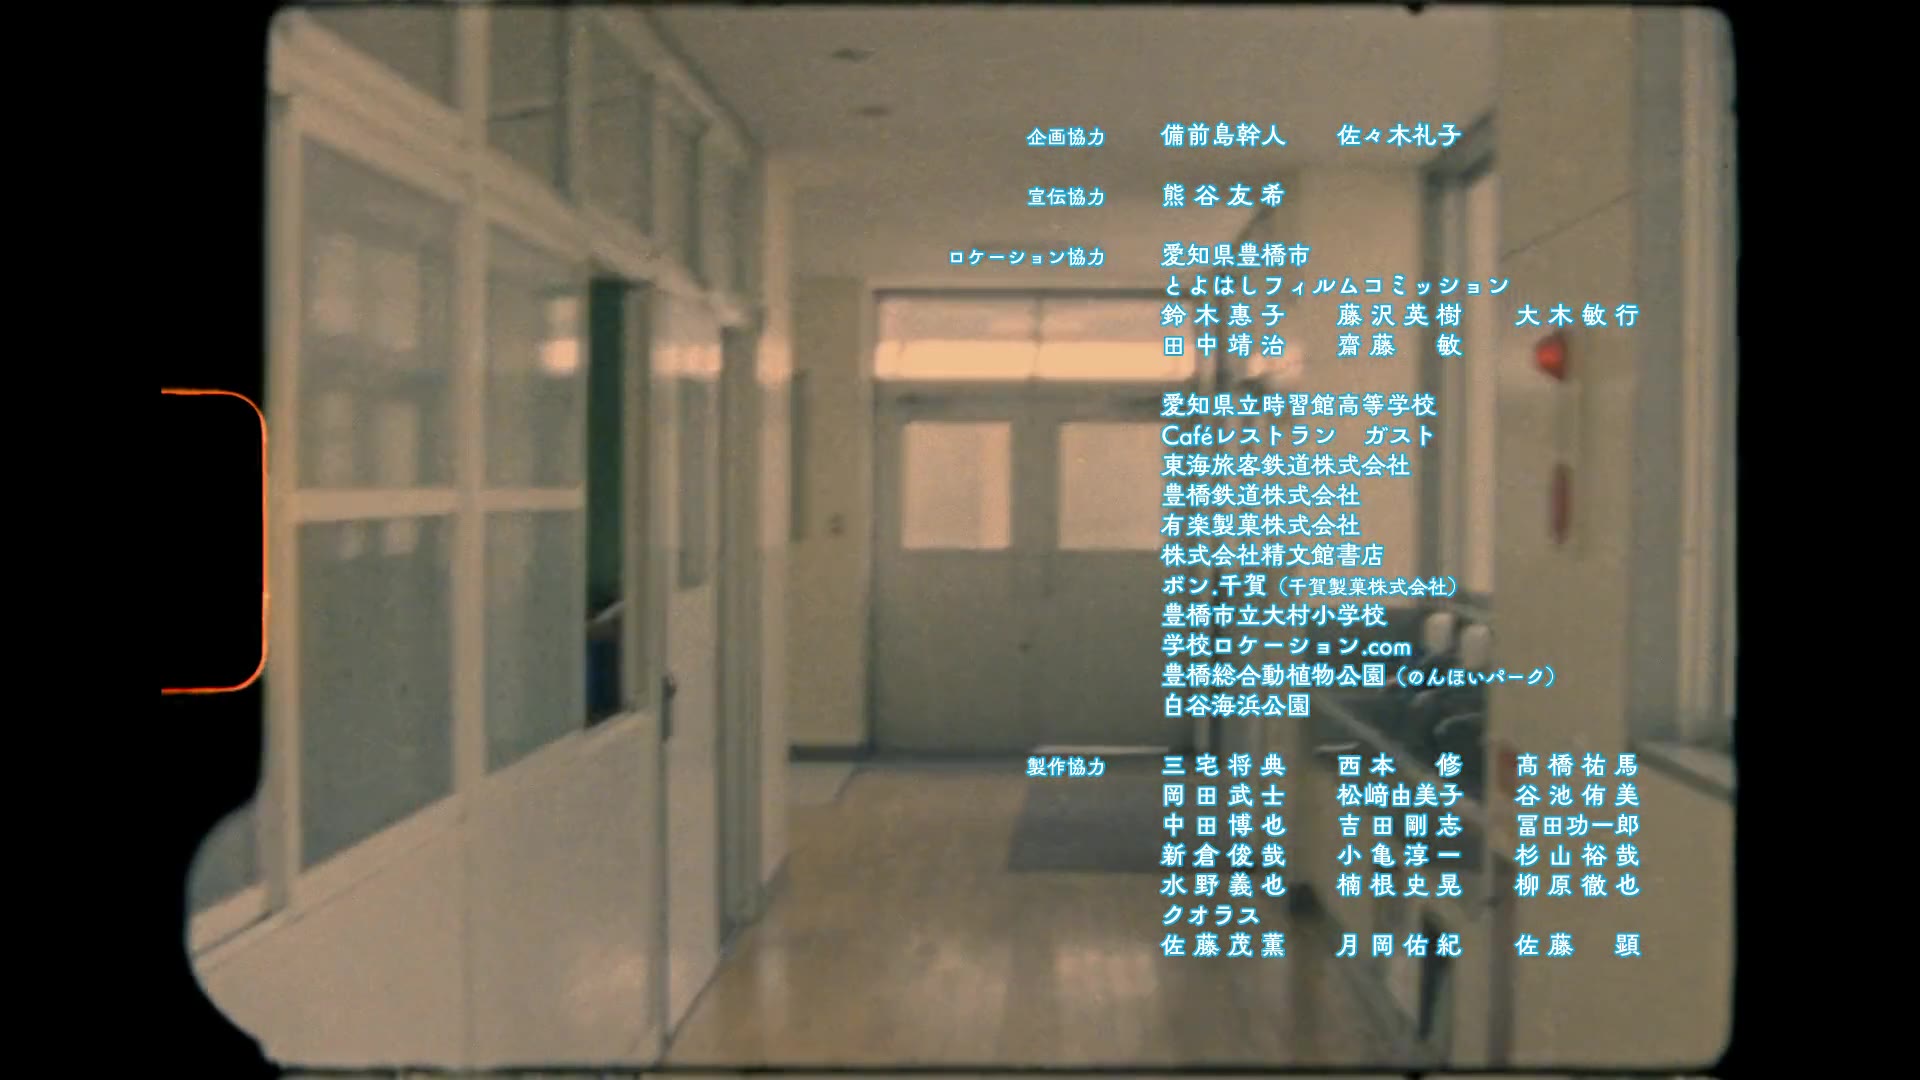 企画協力 備前島幹人 佐々木礼子
宣伝協力 熊谷友希
ロケーション協力 愛知県豊橋市
とよはしフィルムコミッション
鈴木惠子 藤沢英樹 大木敏行
田中靖治 齋藤 敏
愛知県立時習館高等学校
Caféレストラン ガスト
東海旅客鉄道株式会社
豊橋鉄道株式会社
有楽製菓株式会社
株式会社精文館書店
ボン.千賀（千賀製菓株式会社）
豊橋市立大村小学校
学校ロケーション.com
豊橋総合動植物公園（のんほいパーク）
白谷海浜公園
製作協力 三宅将典 西本 修 髙橋祐馬
岡田武士 松﨑由美子 谷池侑美
中田博也 吉田剛志 冨田功一郎
新倉俊哉 小亀淳一 杉山裕哉
水野義也 楠根史晃 柳原徹也
クオラス
佐藤茂薫 月岡佑紀 佐藤 顕